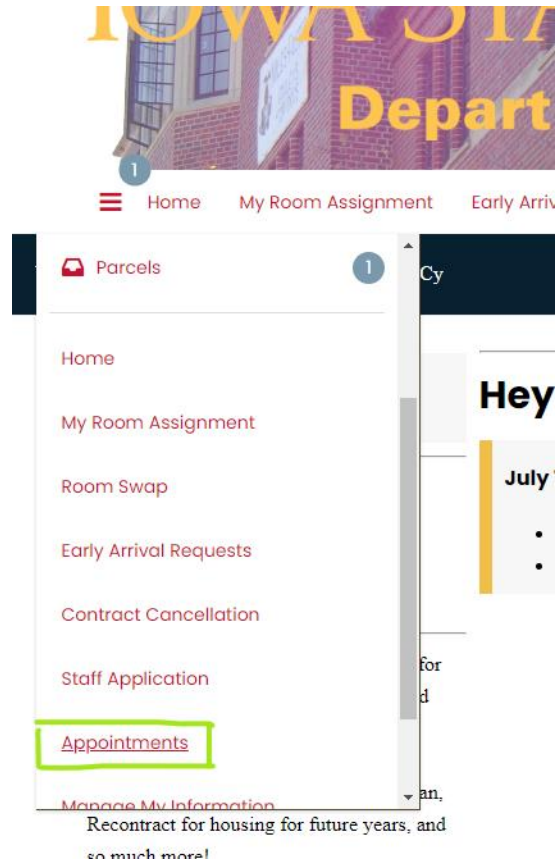 IOWA STA
Depart
1
Home My Room Assignment Early Arriv
Parcels 1
Cy
Home
Hey
My Room Assignment
July
Room Swap
Early Arrival Requests
Contract Cancellation
for
Staff Application
d
Appointments
an,
Manage My Information
Recontract for housing for future years, and
so much more!